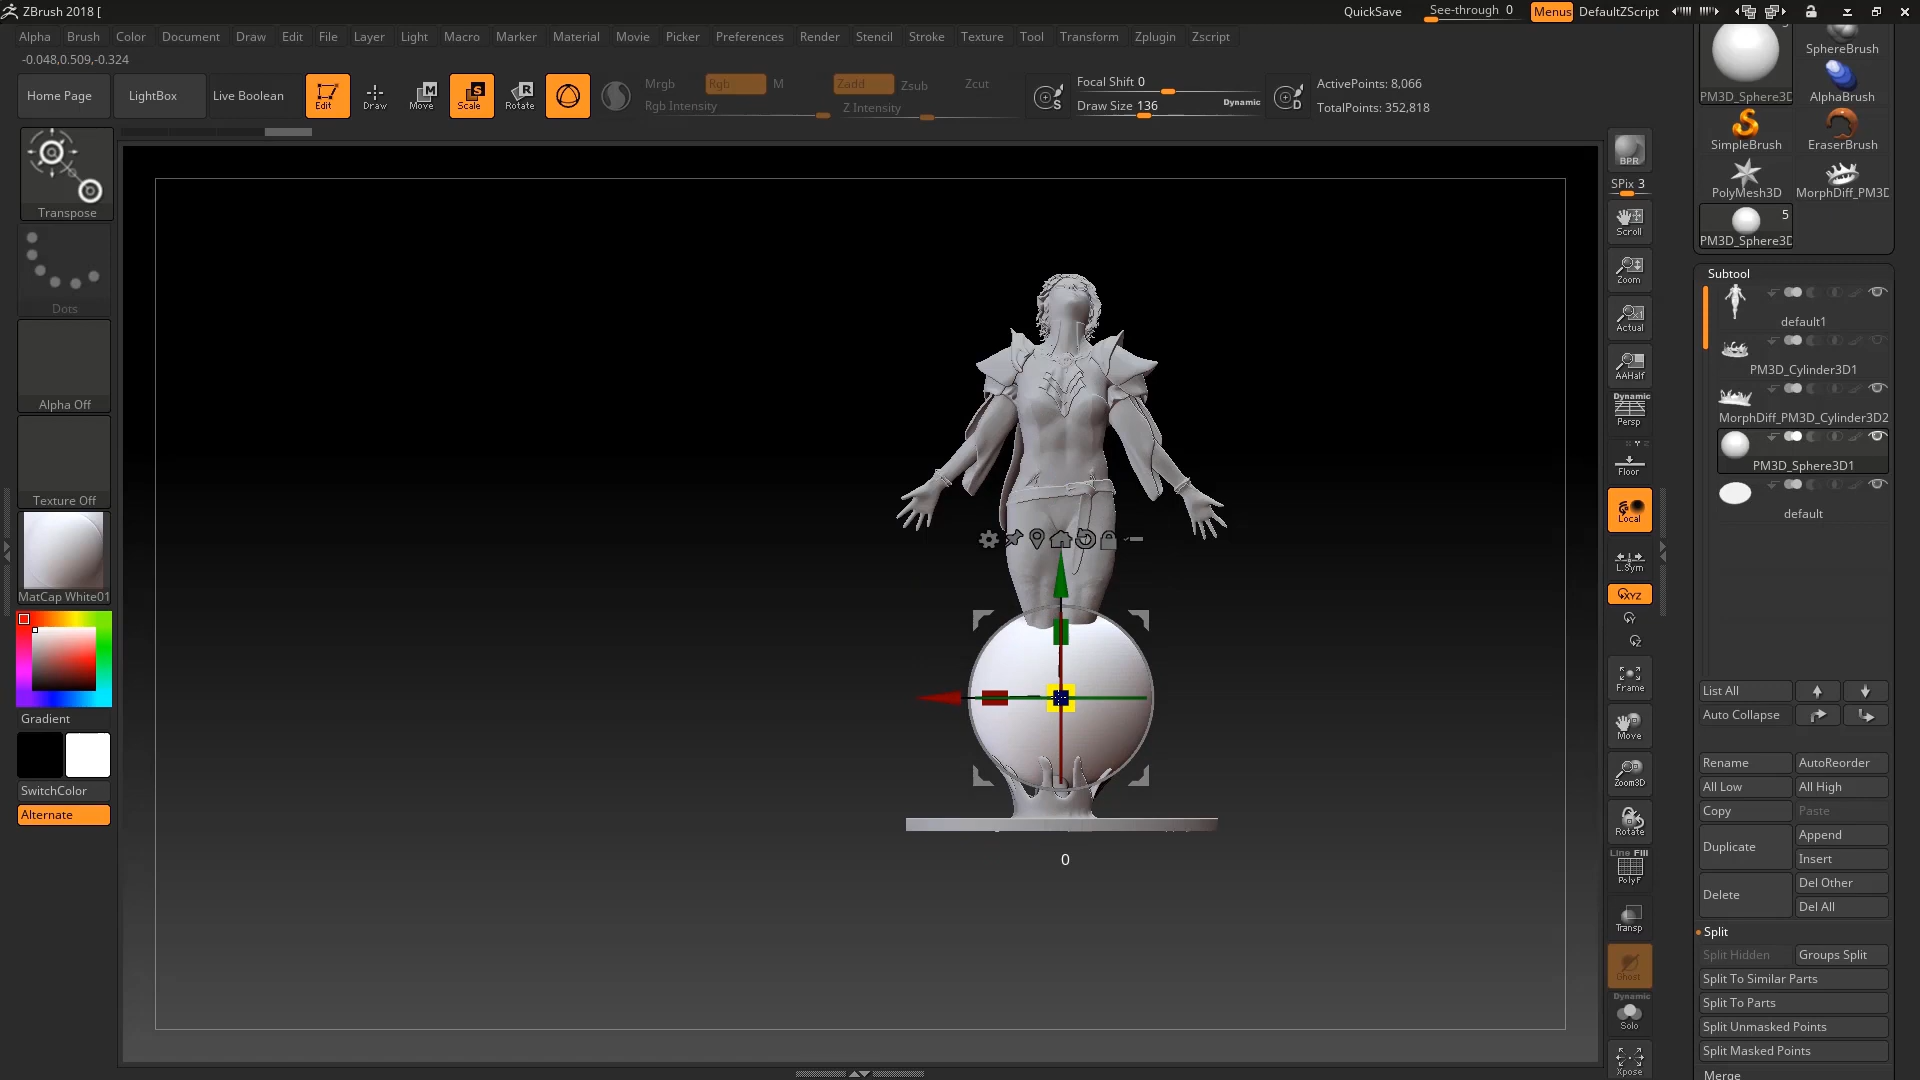 ZBrush 2018 [
QuickSave
See-through 0
Menus
DefaultZScript
Alpha Brush Color Document Draw Edit File Layer Light Macro Marker Material Movie Picker Preferences Render Stencil Stroke Texture Tool Transform Zplugin Zscript
-0.048,0.509,-0.324
Home Page
LightBox
Live Boolean
Edit
Draw
Move
Scale
Rotate
Mrgb
Rgb
M
Rgb Intensity
Zadd
Zsub
Zcut
Z Intensity
Focal Shift 0
Draw Size 136
Dynamic
ActivePoints: 8,066
TotalPoints: 352,818
Transpose
Dots
Alpha Off
Texture Off
MatCap White01
Gradient
SwitchColor
Alternate
0
BPR
SPix 3
Scroll
Zoom
Actual
AAHalf
Dynamic
Persp
Floor
Local
L.Sym
XYZ
Y
Z
Frame
Move
Zoom3D
Rotate
Line Fill
PolyF
Transp
Ghost
Dynamic
Solo
Xpose
PM3D_Sphere3D
SphereBrush
AlphaBrush
SimpleBrush
EraserBrush
PolyMesh3D
MorphDiff_PM3D
5
PM3D_Sphere3D
Subtool
default1
PM3D_Cylinder3D1
MorphDiff_PM3D_Cylinder3D2
PM3D_Sphere3D1
default
List All
Auto Collapse
Rename
AutoReorder
All Low
All High
Copy
Paste
Duplicate
Append
Insert
Delete
Del Other
Del All
Split
Split Hidden
Groups Split
Split To Similar Parts
Split To Parts
Split Unmasked Points
Split Masked Points
Merge